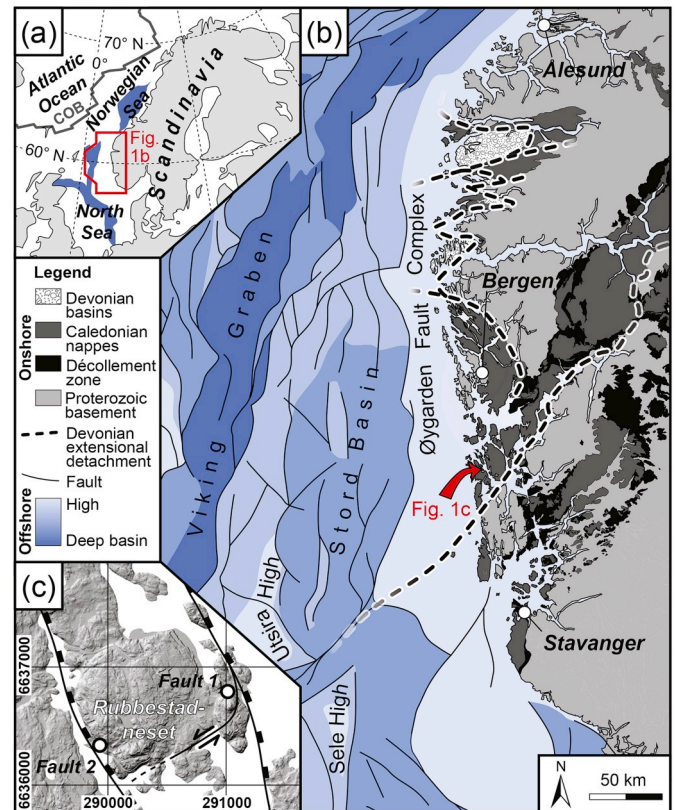 (a)
70° N
0°
Atlantic
Ocean
COB
Norwegian
Sea
Scandinavia
Fig.
1b
60° N
North
Sea
Legend
Onshore
Devonian
basins
Caledonian
nappes
Décollement
zone
Proterozoic
basement
Devonian
extensional
detachment
Fault
Offshore
High
Deep basin
(b)
Ålesund
Bergen
Stavanger
Viking Graben
Stord Basin
Øygarden Fault Complex
Utsira High
Sele High
Fig. 1c
N
50 km
(c)
Fault 1
Rubbestad-
neset
Fault 2
6637000
6636000
290000
291000